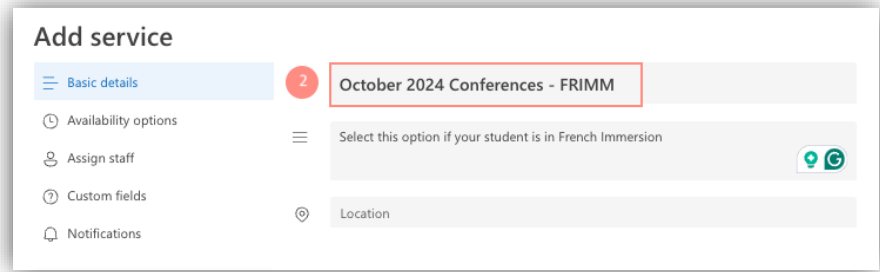 Add service
Basic details
Availability options
Assign staff
Custom fields
Notifications
2
October 2024 Conferences - FRIMM
Select this option if your student is in French Immersion
G
Location